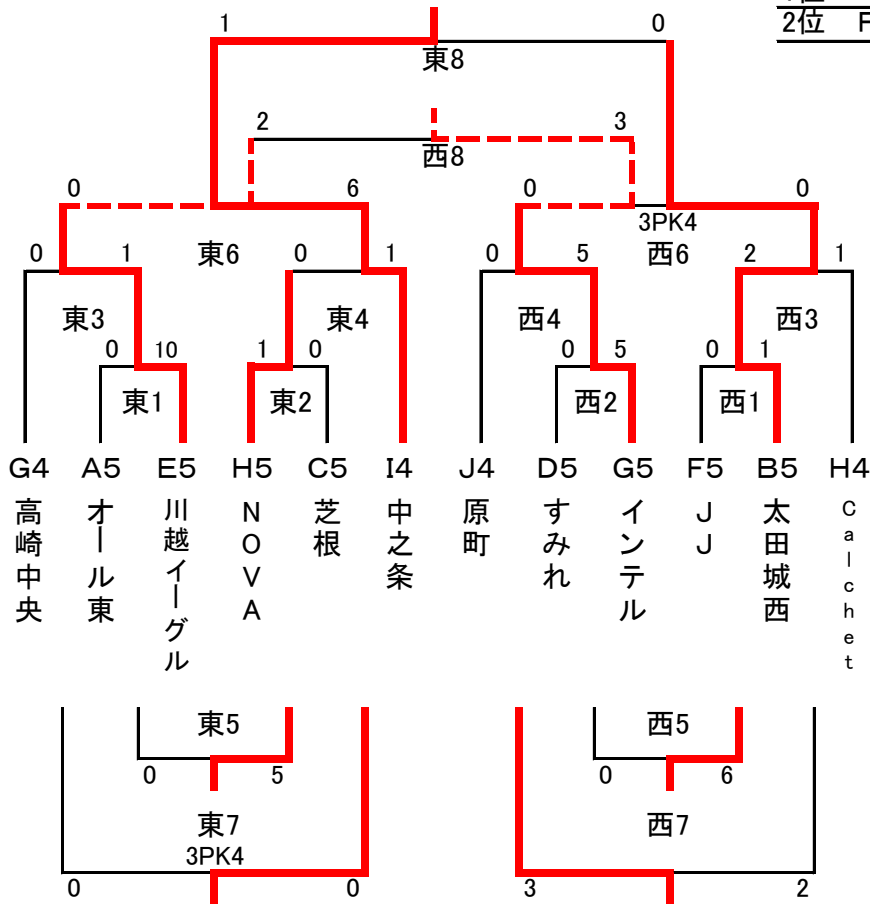 1 0
2位 F
東8
2 3
西8
0 6 0 0
3PK4
東6 西6
0 1 0 1 0 5 2 1
東3 東4 西4 西3
0 10 1 0 0 5 0 1
東1 東2 西2 西1
G4 A5 E5 H5 C5 I4 J4 D5 G5 F5 B5 H4
高崎中央
オール東
川越イーグル
NOVA
芝根
中之条
原町
すみれ
インテル
JJ
太田城西
Calchet
東5 西5
0 5 0 6
東7 西7
3PK4
0 0 3 2